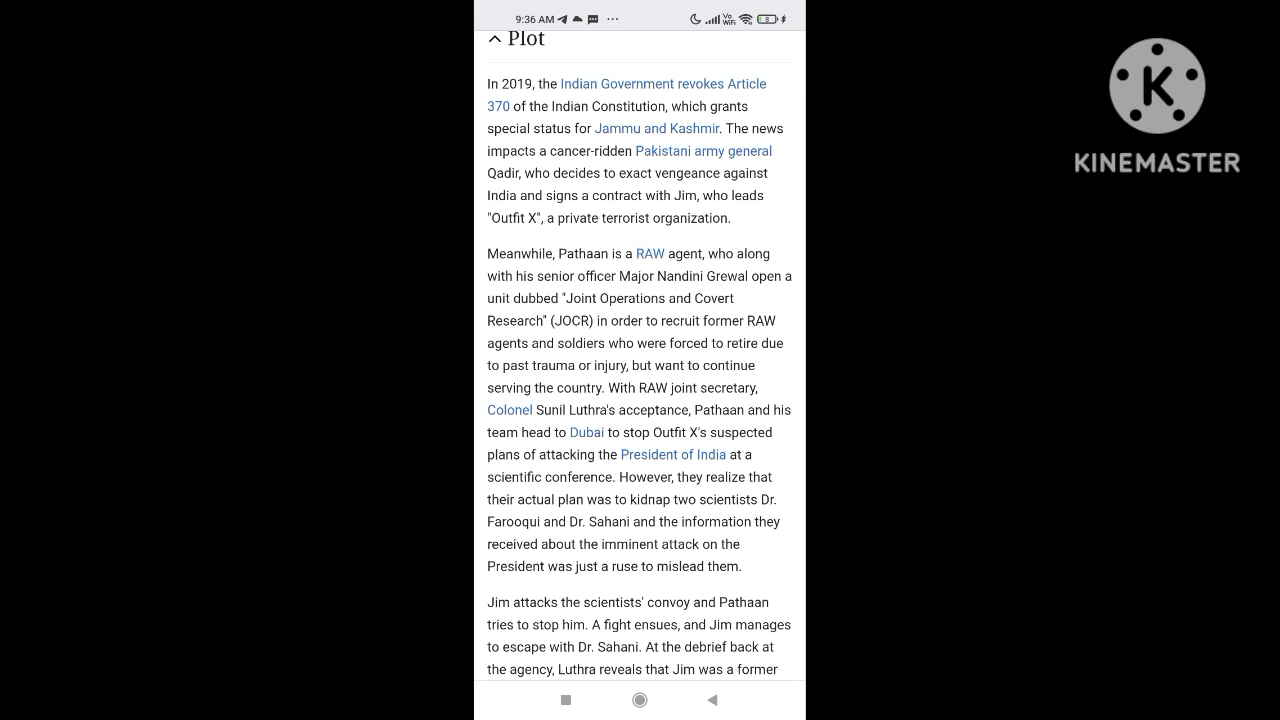 9:36 AM
Vo
WiFi
8
Plot
In 2019, the Indian Government revokes Article
370 of the Indian Constitution, which grants
special status for Jammu and Kashmir. The news
impacts a cancer-ridden Pakistani army general
Qadir, who decides to exact vengeance against
India and signs a contract with Jim, who leads
"Outfit X", a private terrorist organization.
Meanwhile, Pathaan is a RAW agent, who along
with his senior officer Major Nandini Grewal open a
unit dubbed "Joint Operations and Covert
Research" (JOCR) in order to recruit former RAW
agents and soldiers who were forced to retire due
to past trauma or injury, but want to continue
serving the country. With RAW joint secretary,
Colonel Sunil Luthra's acceptance, Pathaan and his
team head to Dubai to stop Outfit X's suspected
plans of attacking the President of India at a
scientific conference. However, they realize that
their actual plan was to kidnap two scientists Dr.
Farooqui and Dr. Sahani and the information they
received about the imminent attack on the
President was just a ruse to mislead them.
Jim attacks the scientists' convoy and Pathaan
tries to stop him. A fight ensues, and Jim manages
to escape with Dr. Sahani. At the debrief back at
the agency, Luthra reveals that Jim was a former
K
KINEMASTER